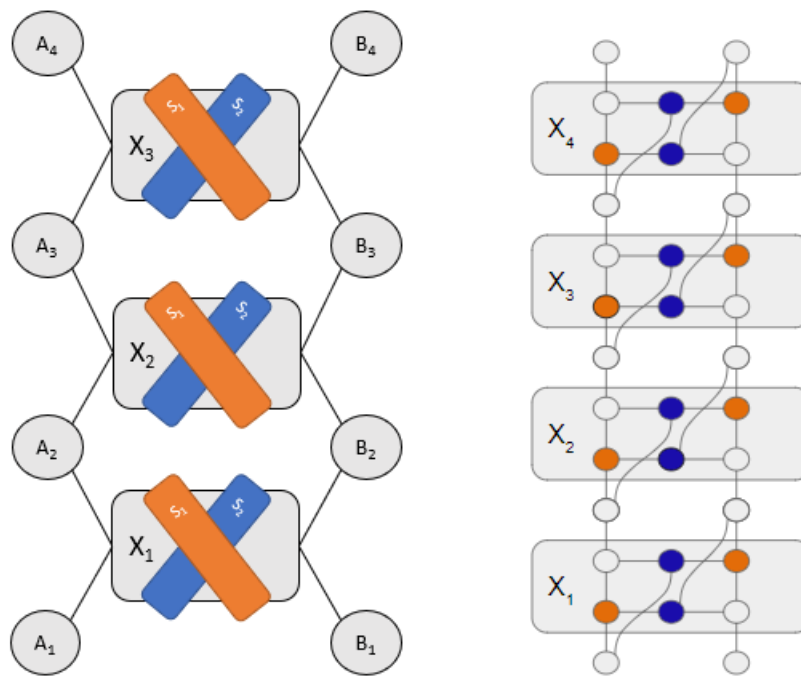 A₄ B₄
S₁ S₂
X₃
A₃ B₃
S₁ S₂
X₂
A₂ B₂
S₁ S₂
X₁
A₁ B₁
X₄
X₃
X₂
X₁